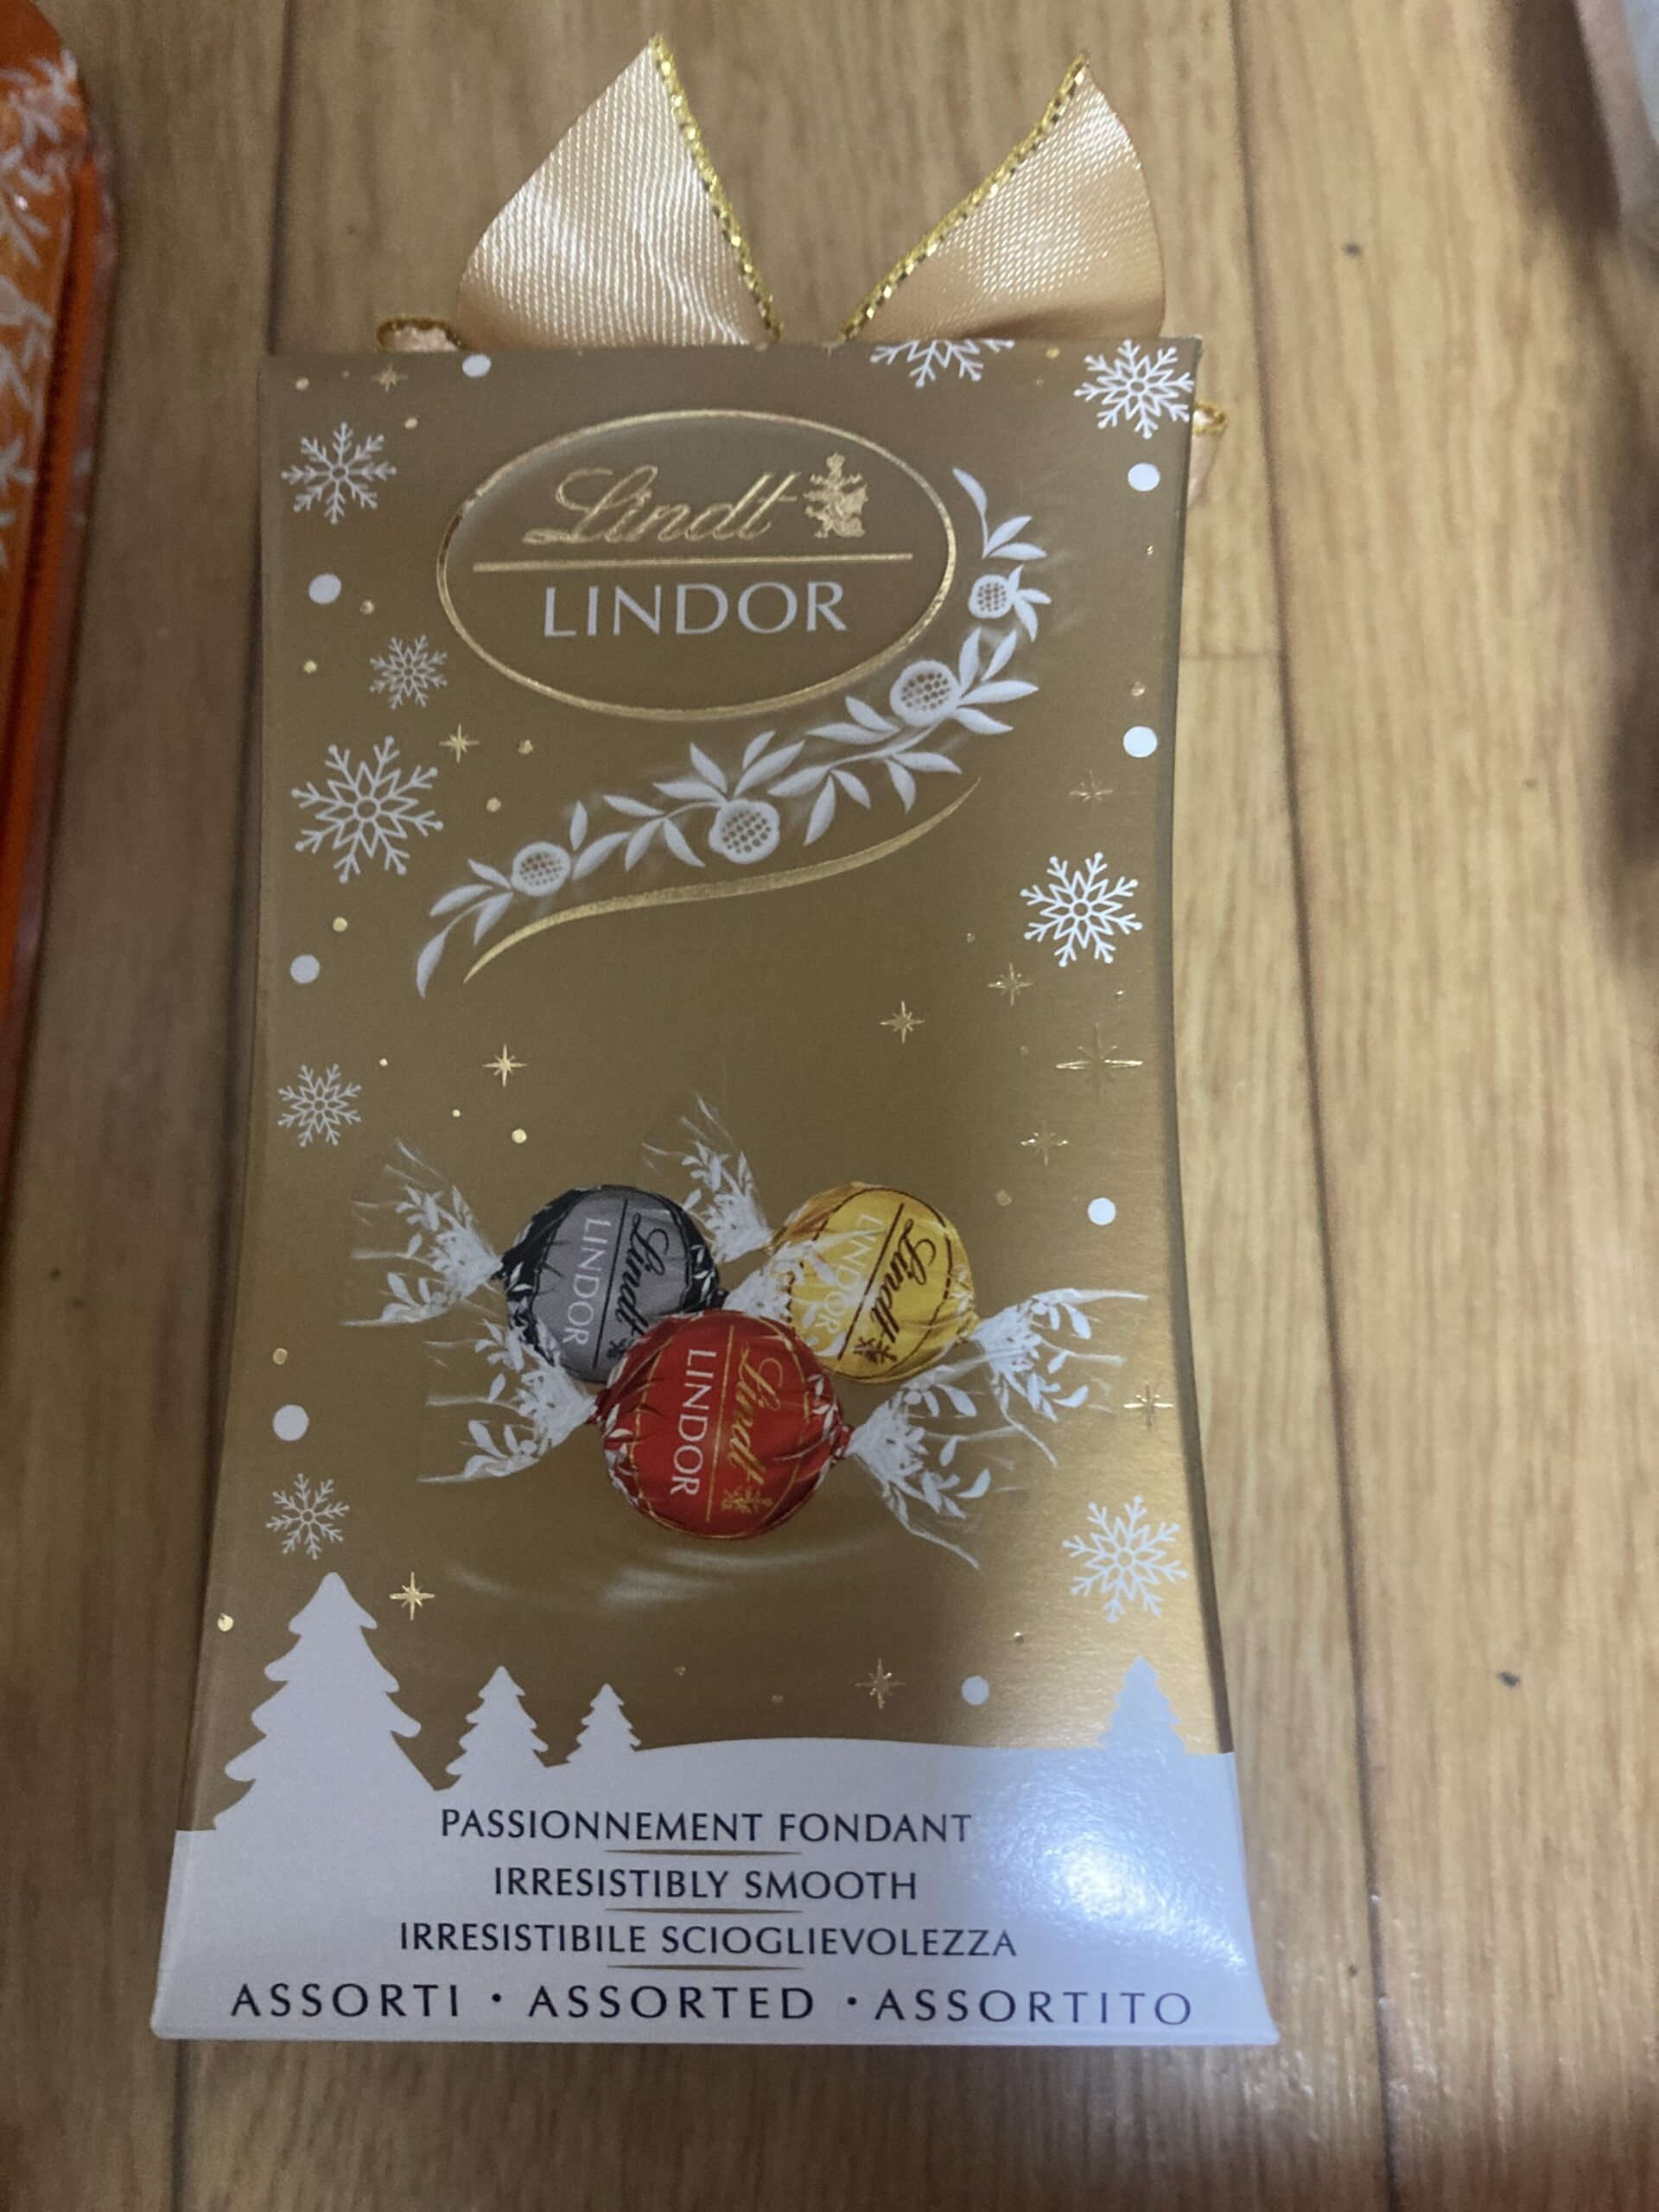 Lindt
LINDOR
Lindt
LINDOR
Lindt
LINDOR
Lindt
LINDOR
PASSIONNEMENT FONDANT
IRRESISTIBLY SMOOTH
IRRESISTIBILE SCIOGLIEVOLEZZA
ASSORTI · ASSORTED · ASSORTITO